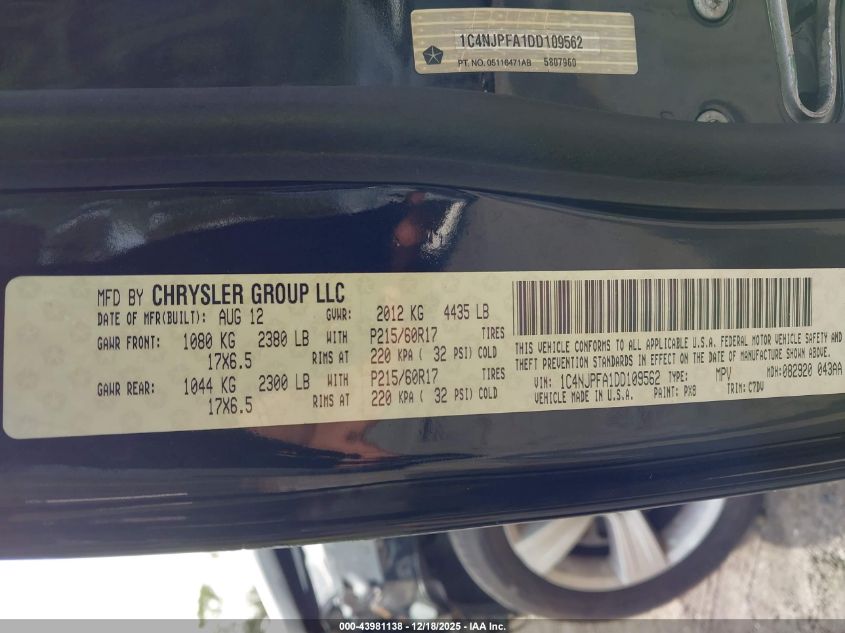 1C4NJPFA1DD109562
PT. NO. 05116471AB 5807960
MFD BY CHRYSLER GROUP LLC
DATE OF MFR(BUILT): AUG 12 GVWR: 2012 KG 4435 LB
GAWR FRONT: 1080 KG 2380 LB WITH P215/60R17 TIRES
17X6.5 RIMS AT 220 KPA ( 32 PSI) COLD
GAWR REAR: 1044 KG 2300 LB WITH P215/60R17 TIRES
17X6.5 RIMS AT 220 KPA ( 32 PSI) COLD
THIS VEHICLE CONFORMS TO ALL APPLICABLE U.S.A. FEDERAL MOTOR VEHICLE SAFETY AND
THEFT PREVENTION STANDARDS IN EFFECT ON THE DATE OF MANUFACTURE SHOWN ABOVE.
VIN: 1C4NJPFA1DD109562 TYPE: MPV MDH:082920 043AA
VEHICLE MADE IN U.S.A. PAINT: PX8 TRIM: C7DV
000-43981138 - 12/18/2025 - IAA, Inc.